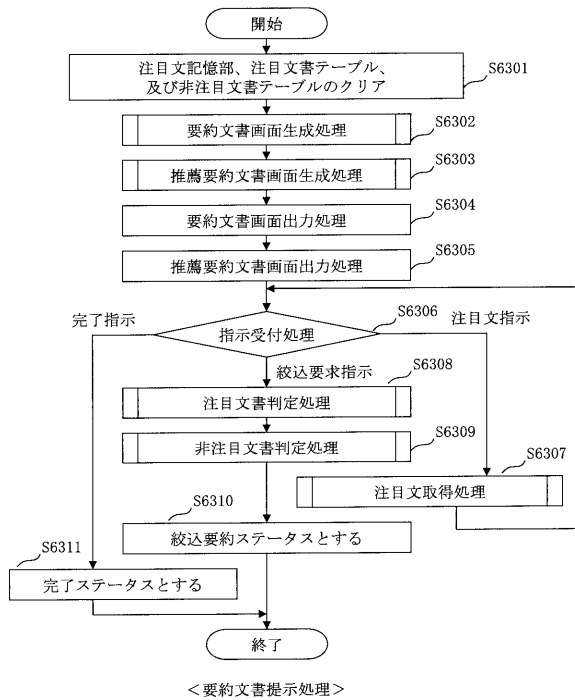 開始
注目文記憶部、注目文書テーブル、
及び非注目文書テーブルのクリア
S6301
要約文書画面生成処理
S6302
推薦要約文書画面生成処理
S6303
要約文書画面出力処理
S6304
推薦要約文書画面出力処理
S6305
完了指示
指示受付処理
S6306
注目文指示
絞込要求指示
注目文書判定処理
S6308
非注目文書判定処理
S6309
注目文取得処理
S6307
S6310
絞込要約ステータスとする
S6311
完了ステータスとする
終了
<要約文書提示処理>